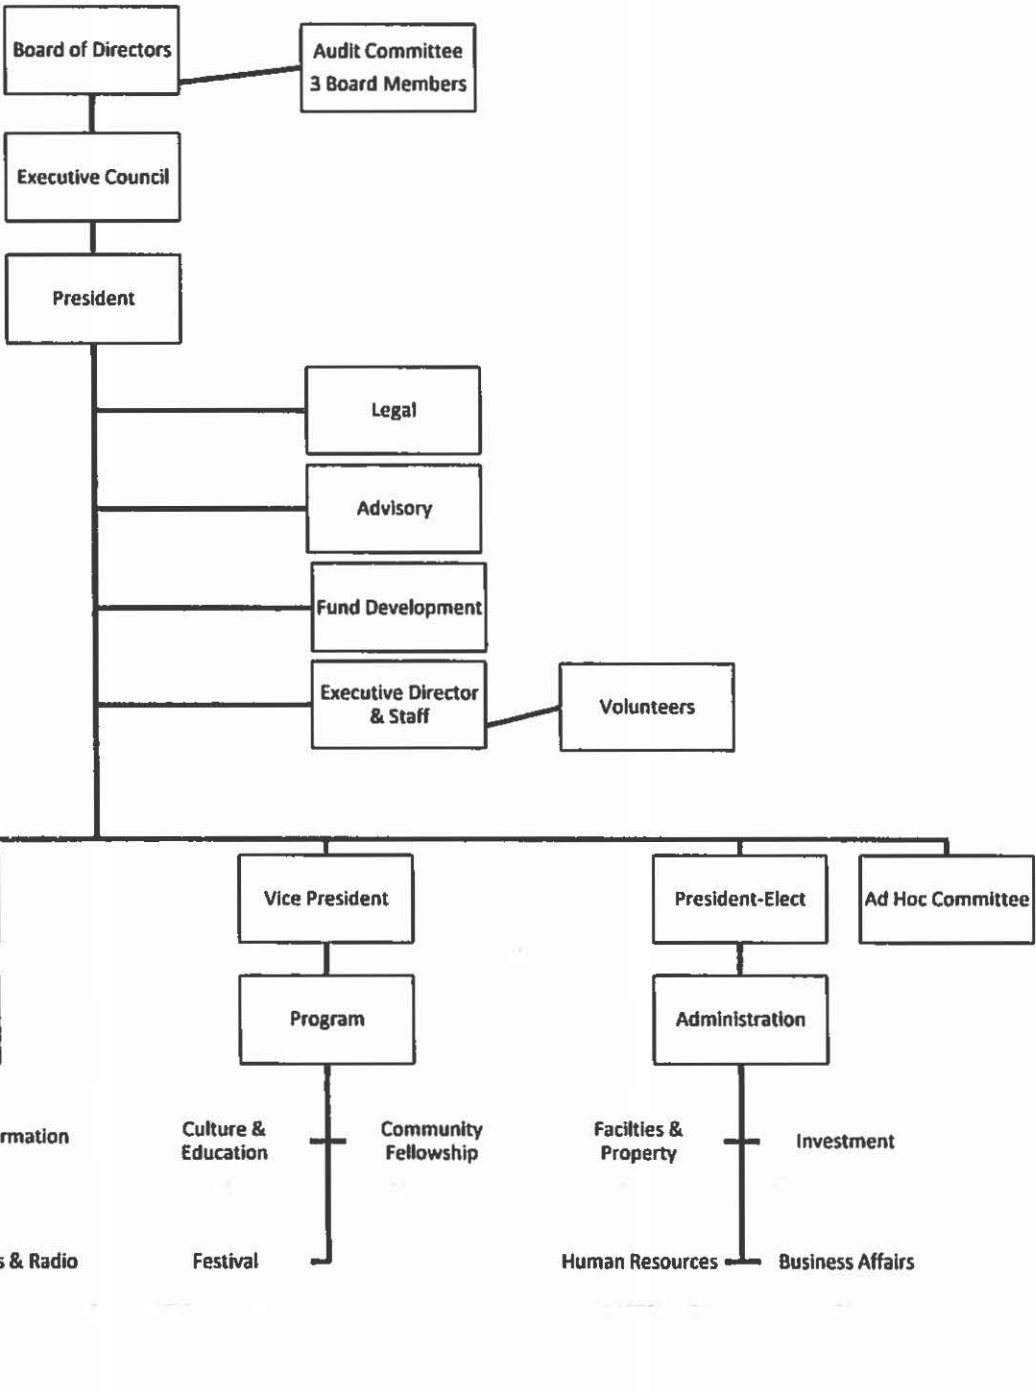 Board of Directors
Audit Committee
3 Board Members
Executive Council
President
Legal
Advisory
Fund Development
Executive Director
& Staff
Volunteers
Vice President
President-Elect
Ad Hoc Committee
Program
Administration
rmation
Culture &
Education
Community
Fellowship
Facilties &
Property
Investment
s & Radio
Festival
Human Resources
Business Affairs